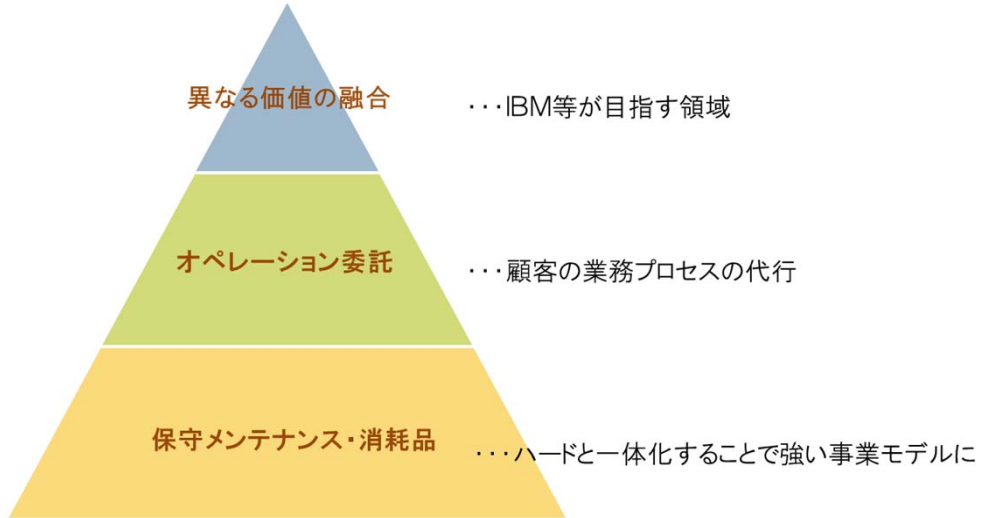 異なる価値の融合
・・・IBM等が目指す領域
オペレーション委託
・・・顧客の業務プロセスの代行
保守メンテナンス・消耗品
・・・ハードと一体化することで強い事業モデルに